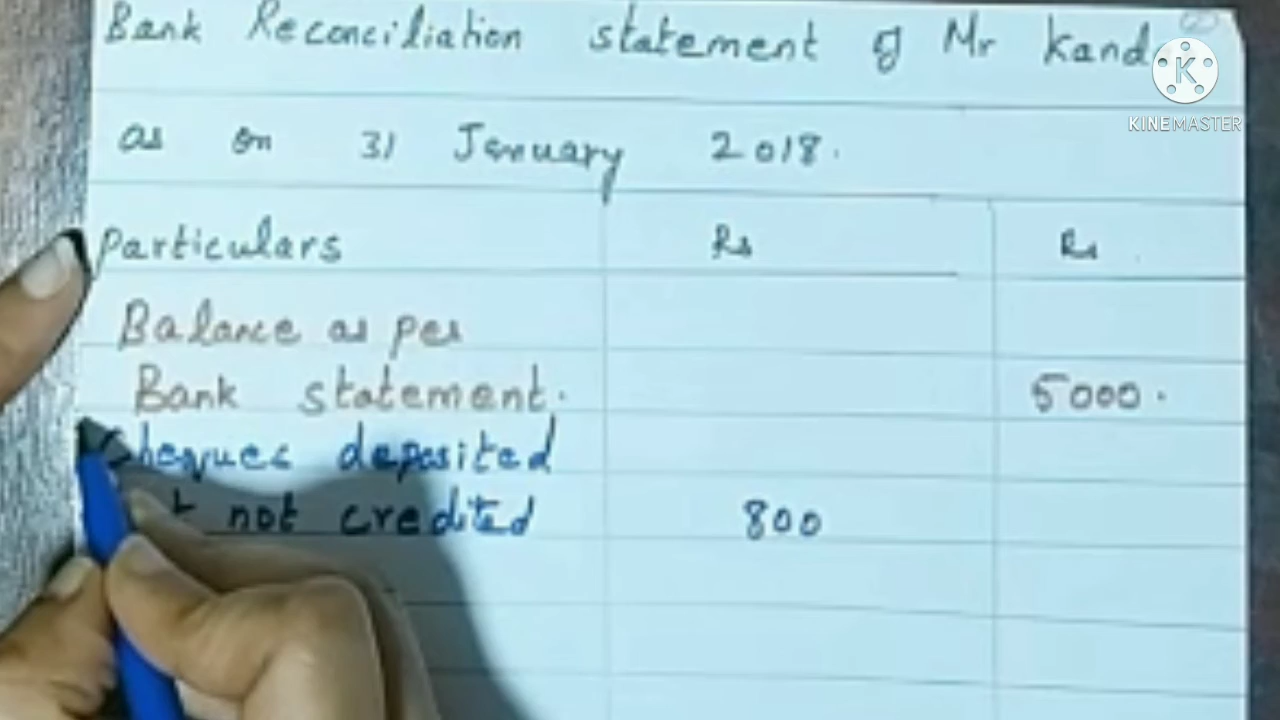 Bank Reconciliation statement of Mr Kand
as on 31 January 2018.
Particulars Rs Rs
Balance as per
Bank statement. 5000.
Cheques deposited
not credited 800
K
KINEMASTER